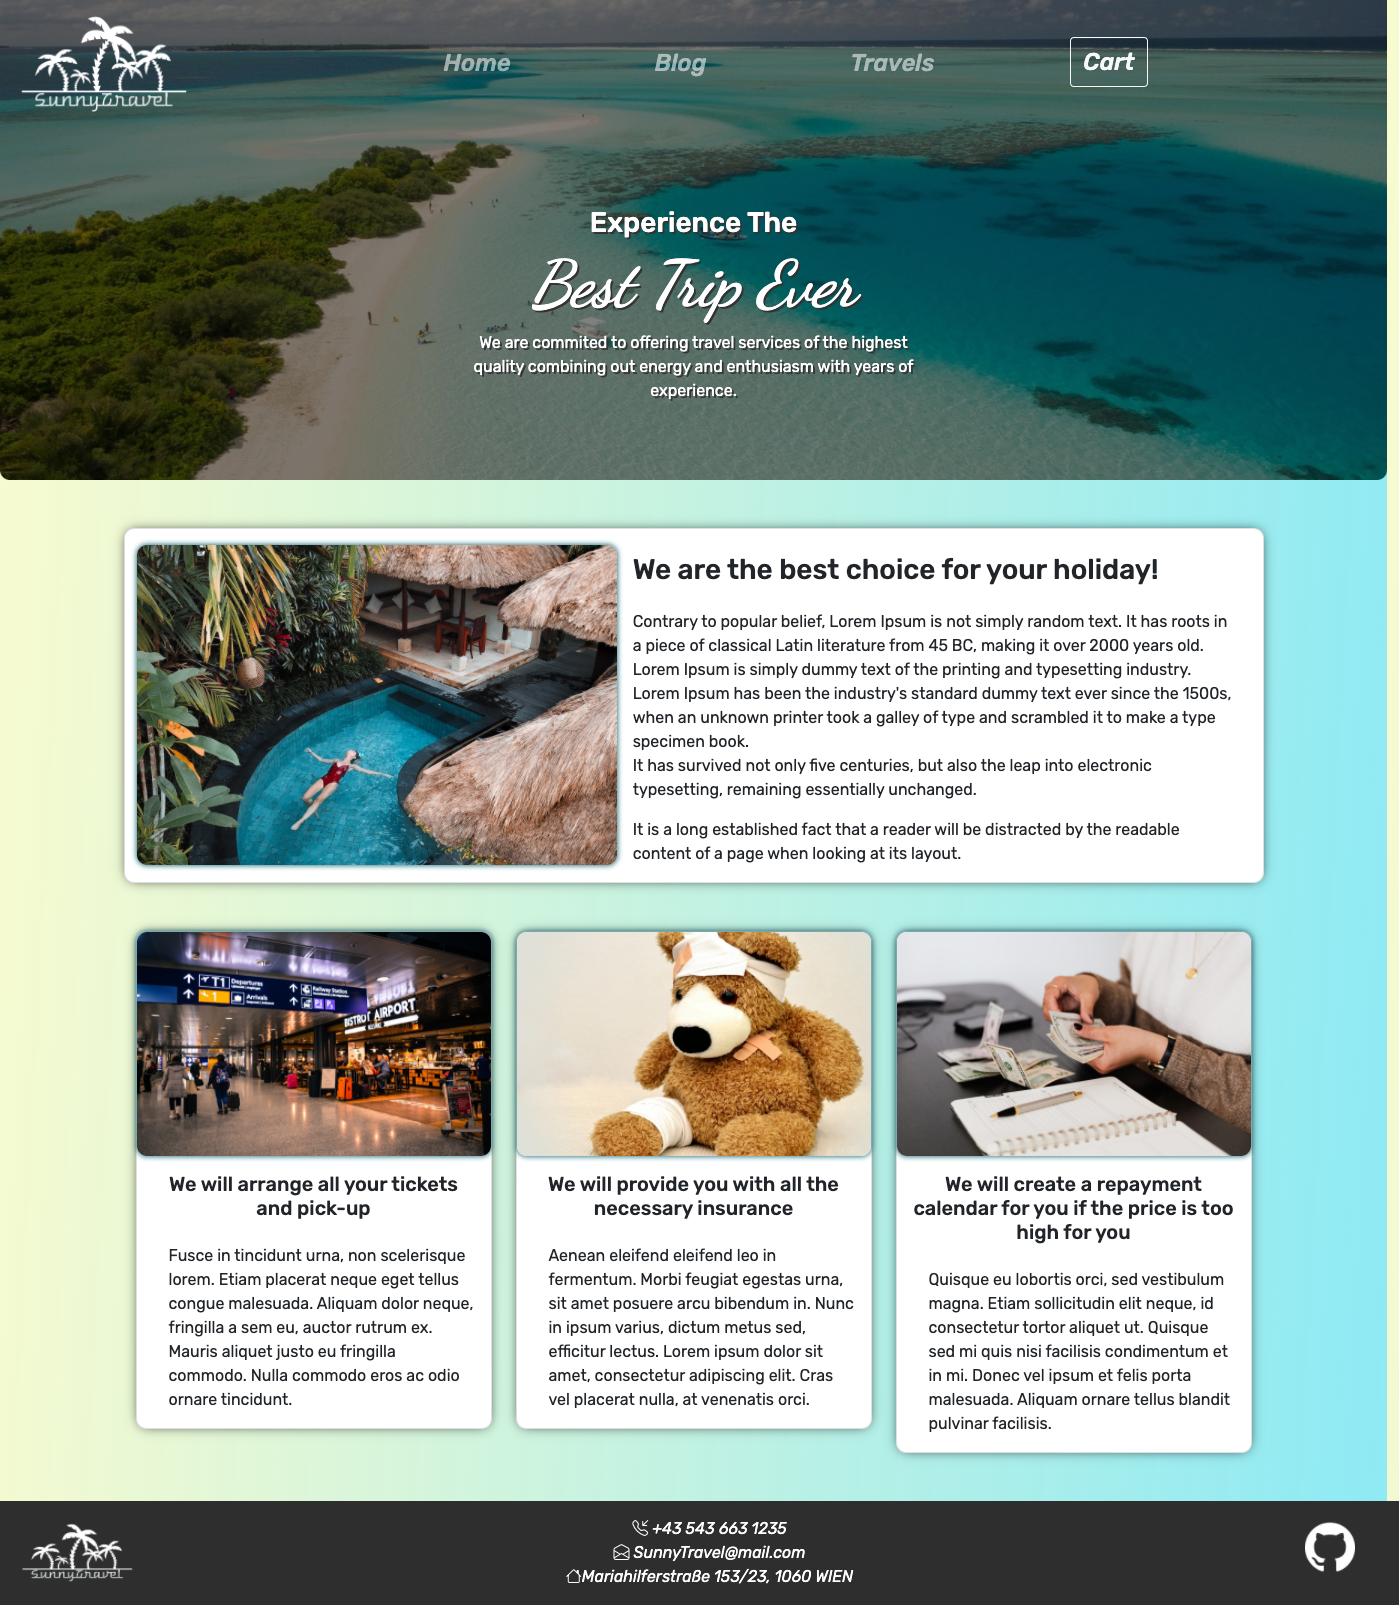 SunnyTravel
Home
Blog
Travels
Cart
Experience The
Best Trip Ever
We are commited to offering travel services of the highest
quality combining out energy and enthusiasm with years of
experience.
We are the best choice for your holiday!
Contrary to popular belief, Lorem Ipsum is not simply random text. It has roots in
a piece of classical Latin literature from 45 BC, making it over 2000 years old.
Lorem Ipsum is simply dummy text of the printing and typesetting industry.
Lorem Ipsum has been the industry's standard dummy text ever since the 1500s,
when an unknown printer took a galley of type and scrambled it to make a type
specimen book.
It has survived not only five centuries, but also the leap into electronic
typesetting, remaining essentially unchanged.
It is a long established fact that a reader will be distracted by the readable
content of a page when looking at its layout.
T1 Departures
Arrivals
Railway Station
BISTROT AIRPORT
We will arrange all your tickets
and pick-up
Fusce in tincidunt urna, non scelerisque
lorem. Etiam placerat neque eget tellus
congue malesuada. Aliquam dolor neque,
fringilla a sem eu, auctor rutrum ex.
Mauris aliquet justo eu fringilla
commodo. Nulla commodo eros ac odio
ornare tincidunt.
We will provide you with all the
necessary insurance
Aenean eleifend eleifend leo in
fermentum. Morbi feugiat egestas urna,
sit amet posuere arcu bibendum in. Nunc
in ipsum varius, dictum metus sed,
efficitur lectus. Lorem ipsum dolor sit
amet, consectetur adipiscing elit. Cras
vel placerat nulla, at venenatis orci.
We will create a repayment
calendar for you if the price is too
high for you
Quisque eu lobortis orci, sed vestibulum
magna. Etiam sollicitudin elit neque, id
consectetur tortor aliquet ut. Quisque
sed mi quis nisi facilisis condimentum et
in mi. Donec vel ipsum et felis porta
malesuada. Aliquam ornare tellus blandit
pulvinar facilisis.
SunnyTravel
+43 543 663 1235
SunnyTravel@mail.com
Mariahilferstraße 153/23, 1060 WIEN